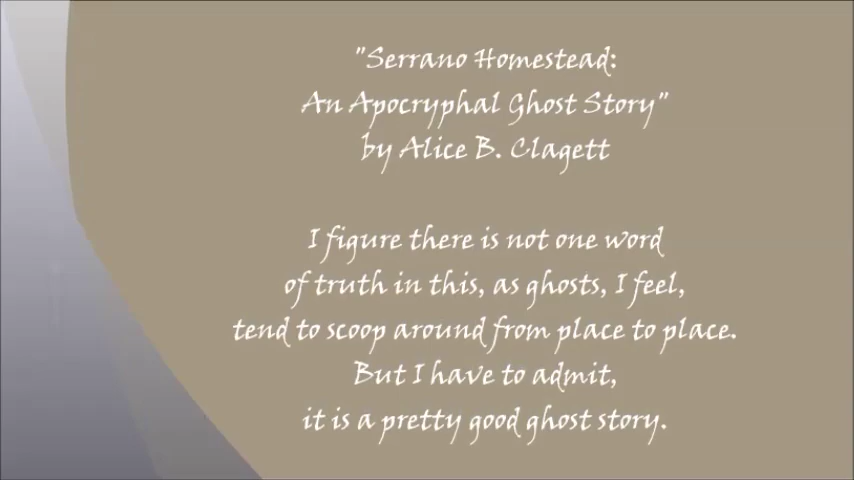 "Serrano Homestead:
An Apocryphal Ghost Story"
by Alice B. Clagett
I figure there is not one word
of truth in this, as ghosts, I feel,
tend to scoop around from place to place.
But I have to admit,
it is a pretty good ghost story.